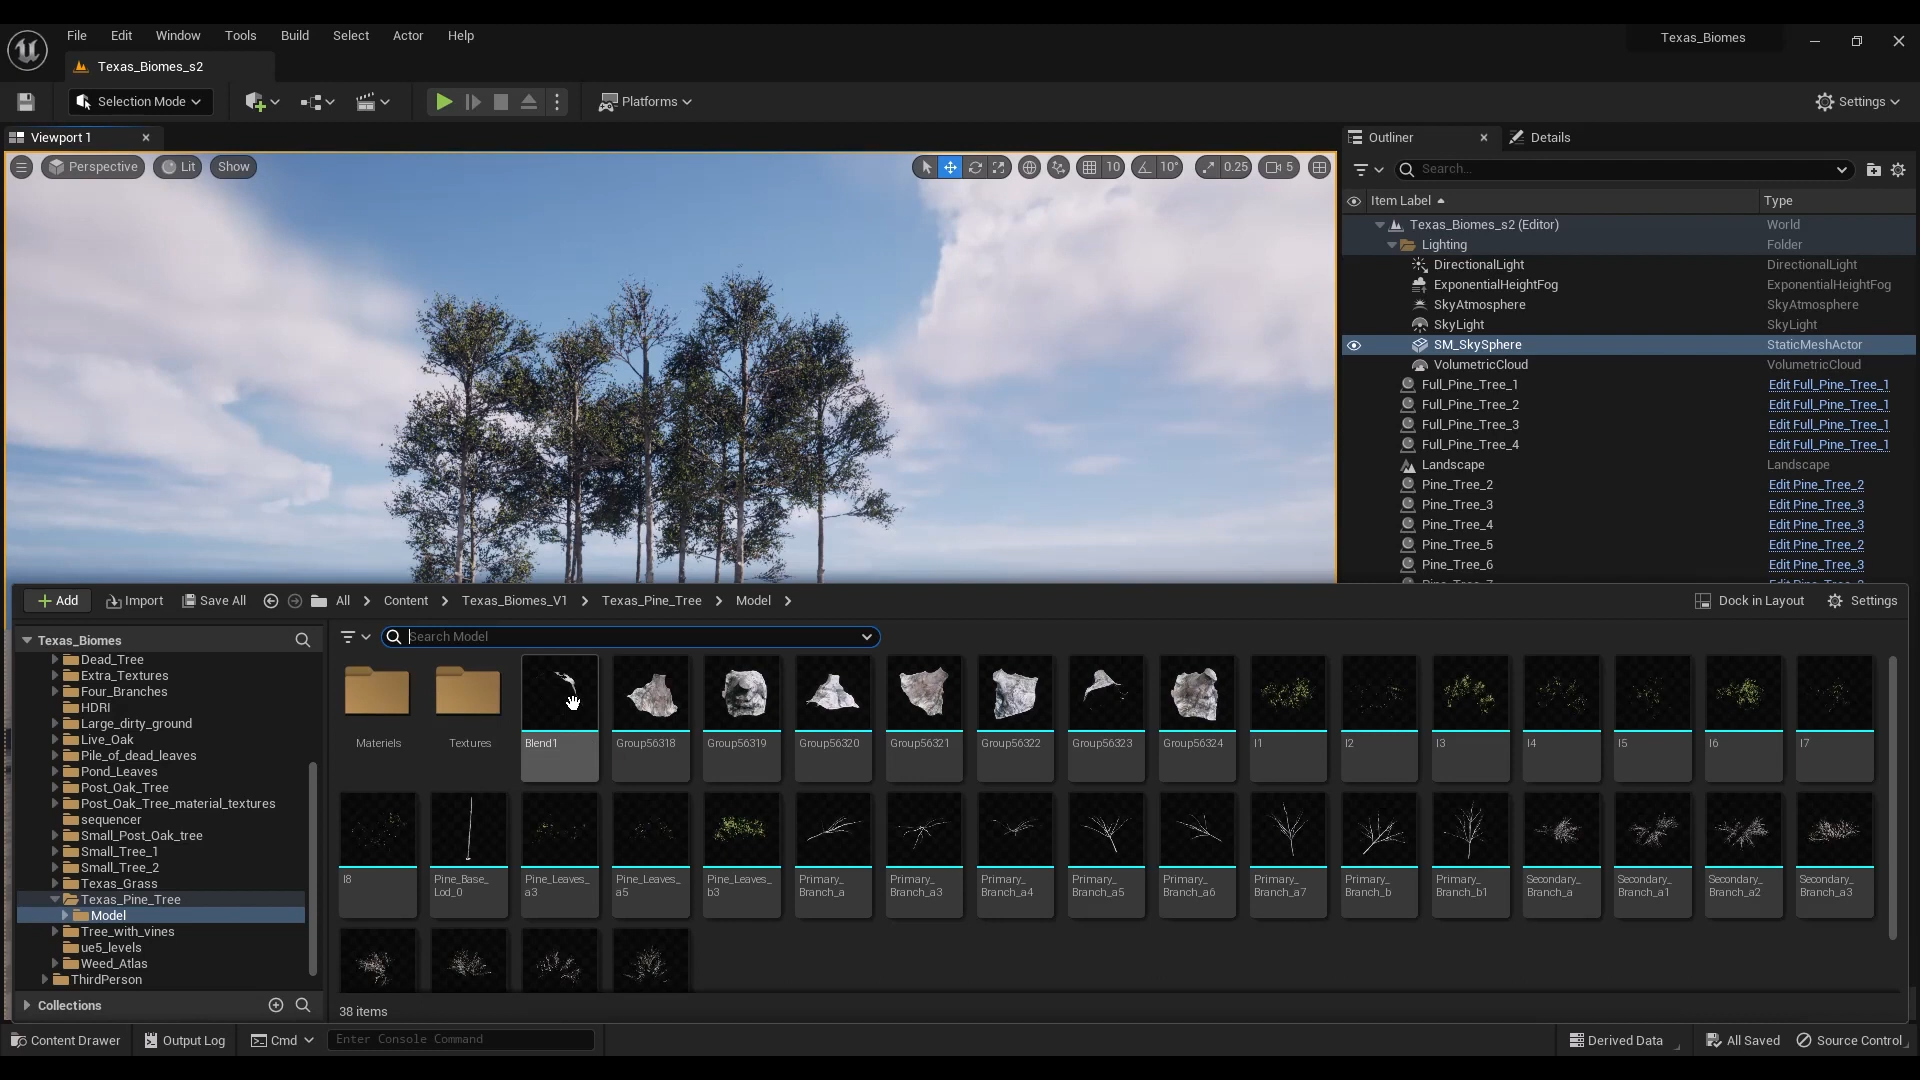 File Edit Window Tools Build Select Actor Help
Texas_Biomes
Texas_Biomes_s2
Selection Mode
Platforms
Settings
Viewport 1
Outliner
Details
Perspective
Lit
Show
10
10°
0.25
5
Search...
Item Label
Type
Texas_Biomes_s2 (Editor) World
Lighting Folder
DirectionalLight DirectionalLight
ExponentialHeightFog ExponentialHeightFog
SkyAtmosphere SkyAtmosphere
SkyLight SkyLight
SM_SkySphere StaticMeshActor
VolumetricCloud VolumetricCloud
Full_Pine_Tree_1 Edit Full_Pine_Tree_1
Full_Pine_Tree_2 Edit Full_Pine_Tree_1
Full_Pine_Tree_3 Edit Full_Pine_Tree_1
Full_Pine_Tree_4 Edit Full_Pine_Tree_1
Landscape Landscape
Pine_Tree_2 Edit Pine_Tree_2
Pine_Tree_3 Edit Pine_Tree_3
Pine_Tree_4 Edit Pine_Tree_3
Pine_Tree_5 Edit Pine_Tree_2
Pine_Tree_6 Edit Pine_Tree_3
Add Import Save All All Content Texas_Biomes_V1 Texas_Pine_Tree Model Dock in Layout Settings
Texas_Biomes
Search Model
Dead_Tree
Extra_Textures
Four_Branches
HDRI
Large_dirty_ground
Live_Oak
Pile_of_dead_leaves
Pond_Leaves
Post_Oak_Tree
Post_Oak_Tree_material_textures
sequencer
Small_Post_Oak_tree
Small_Tree_1
Small_Tree_2
Texas_Grass
Texas_Pine_Tree
Model
Tree_with_vines
ue5_levels
Weed_Atlas
ThirdPerson
Collections
Materiels Textures Blend1 Group56318 Group56319 Group56320 Group56321 Group56322 Group56323 Group56324 l1 l2 l3 l4 l5 l6 l7
l8 Pine_Base_ Pine_Leaves_ Pine_Leaves_ Pine_Leaves_ Primary_ Primary_ Primary_ Primary_ Primary_ Primary_ Primary_ Primary_ Secondary_ Secondary_ Secondary_ Secondary_
Lod_0 a3 a5 b3 Branch_a Branch_a3 Branch_a4 Branch_a5 Branch_a6 Branch_a7 Branch_b Branch_b1 Branch_a Branch_a1 Branch_a2 Branch_a3
38 items
Content Drawer Output Log Cmd Enter Console Command Derived Data All Saved Source Control